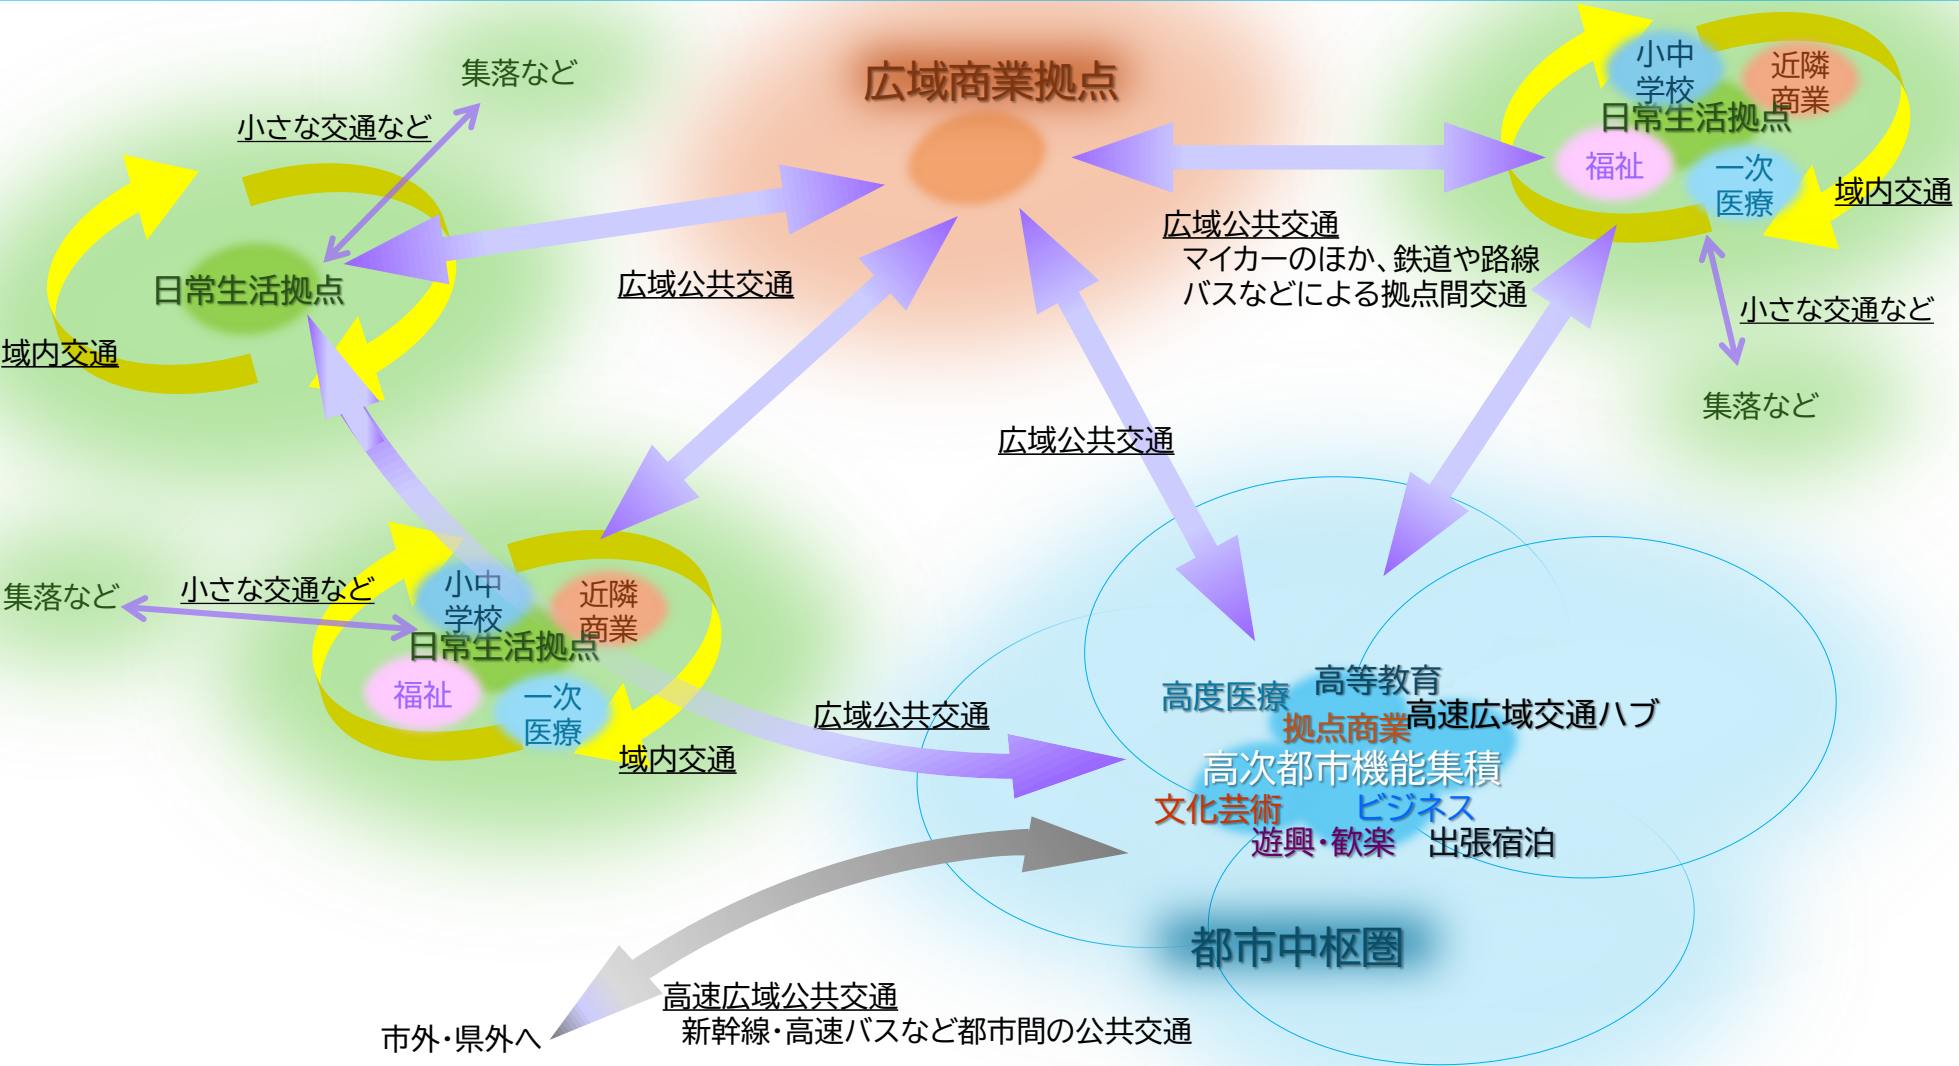 集落など
小さな交通など
日常生活拠点
域内交通
広域商業拠点
広域公共交通
広域公共交通
マイカーのほか、鉄道や路線
バスなどによる拠点間交通
小中
学校
近隣
商業
日常生活拠点
福祉
一次
医療
域内交通
小さな交通など
集落など
広域公共交通
集落など
小さな交通など
小中
学校
近隣
商業
日常生活拠点
福祉
一次
医療
域内交通
広域公共交通
高度医療
高等教育
拠点商業
高速広域交通ハブ
高次都市機能集積
文化芸術
ビジネス
遊興・歓楽
出張宿泊
都市中枢圏
高速広域公共交通
新幹線・高速バスなど都市間の公共交通
市外・県外へ